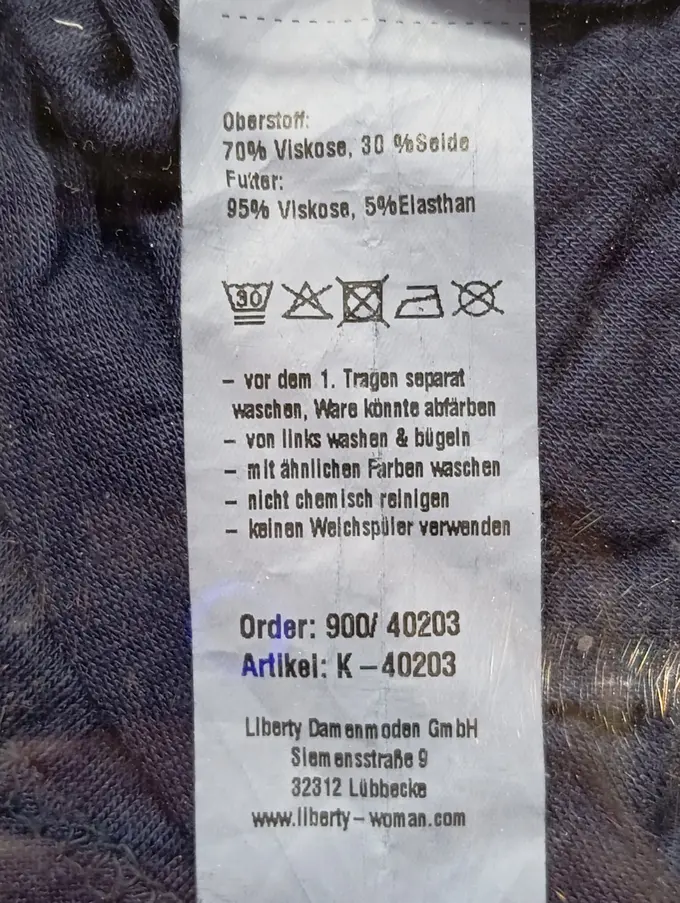 Oberstoff:
70% Viskose, 30 %Seide
Futter:
95% Viskose, 5%Elasthan
30
– vor dem 1. Tragen separat
waschen, Ware könnte abfärben
– von links washen & bügeln
– mit ähnlichen Farben waschen
– nicht chemisch reinigen
– keinen Weichspüler verwenden
Order: 900/ 40203
Artikel: K–40203
Liberty Damenmoden GmbH
Siemensstraße 9
32312 Lübbecke
www.liberty–woman.com